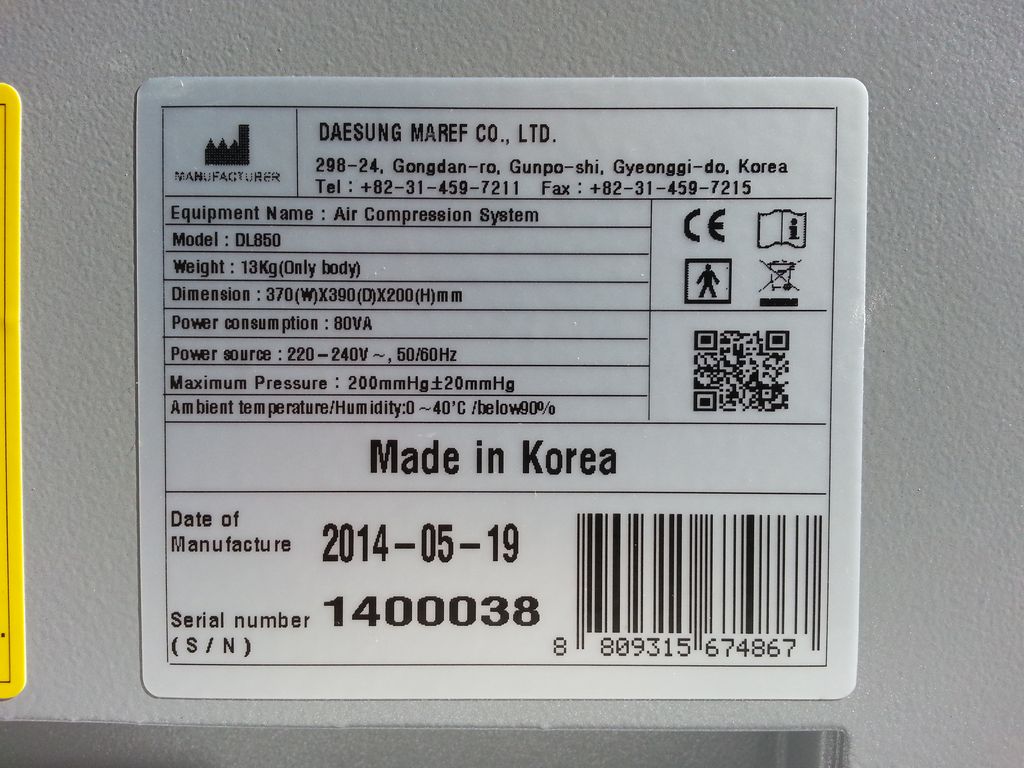 DAESUNG MAREF CO., LTD.
MANUFACTURER
298-24, Gongdan-ro, Gunpo-shi, Gyeonggi-do, Korea
Tel : +82-31-459-7211 Fax : +82-31-459-7215
Equipment Name : Air Compression System
Model : DL850
Weight : 13Kg(Only body)
Dimension : 370(W)X390(D)X200(H)mm
Power consumption : 80VA
Power source : 220-240V ~, 50/60Hz
Maximum Pressure : 200mmHg±20mmHg
Ambient temperature/Humidity:0 ~40°C /below90%
CE
i
Made in Korea
Date of
Manufacture
2014-05-19
Serial number
(S/N)
1400038
8 809315 674867